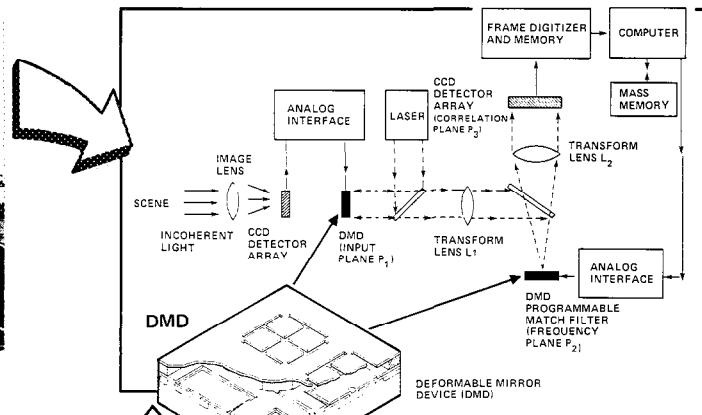 FRAME DIGITIZER
AND MEMORY
COMPUTER
MASS
MEMORY
CCD
DETECTOR
ARRAY
(CORRELATION
PLANE P3)
LASER
ANALOG
INTERFACE
TRANSFORM
LENS L2
IMAGE
LENS
SCENE
INCOHERENT
LIGHT
CCD
DETECTOR
ARRAY
DMD
(INPUT
PLANE P1)
TRANSFORM
LENS L1
ANALOG
INTERFACE
DMD
PROGRAMMABLE
MATCH FILTER
(FREQUENCY
PLANE P2)
DMD
DEFORMABLE MIRROR
DEVICE (DMD)